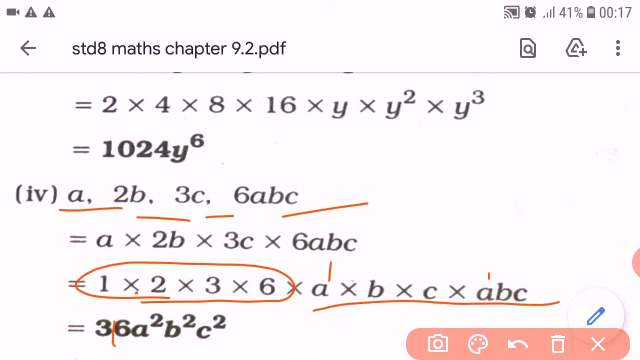 41% 00:17
std8 maths chapter 9.2.pdf
= 2 × 4 × 8 × 16 × y × y² × y³
= 1024y⁶
(iv) a, 2b, 3c, 6abc
= a × 2b × 3c × 6abc
= 1 × 2 × 3 × 6 × a × b × c × abc
= 36a²b²c²